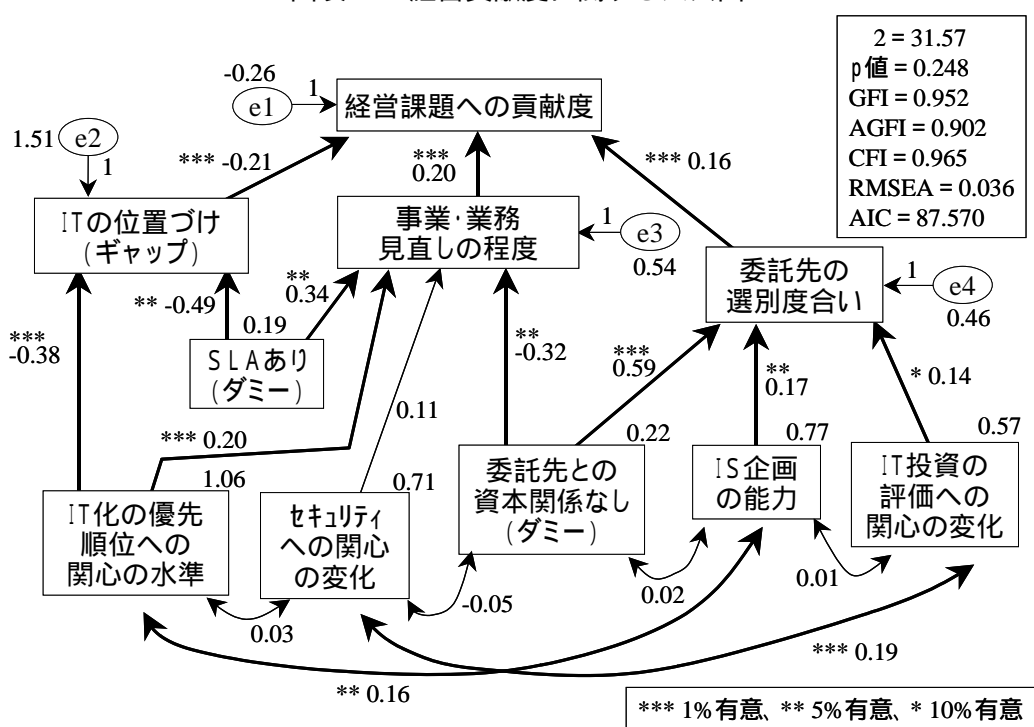 2 = 31.57
p値 = 0.248
GFI = 0.952
AGFI = 0.902
CFI = 0.965
RMSEA = 0.036
AIC = 87.570
-0.26
e1
1
経営課題への貢献度
1.51
e2
1
*** -0.21
***
0.20
*** 0.16
ITの位置づけ
(ギャップ)
事業・業務
見直しの程度
1
e3
0.54
委託先の
選別度合い
1
e4
0.46
***
-0.38
** -0.49
**
0.34
0.19
SLAあり
(ダミー)
**
-0.32
***
0.59
**
0.17
* 0.14
0.11
*** 0.20
1.06
IT化の優先
順位への
関心の水準
0.71
セキュリティ
への関心
の変化
0.22
委託先との
資本関係なし
(ダミー)
0.77
IS企画
の能力
0.57
IT投資の
評価への
関心の変化
0.03
-0.05
0.02
0.01
** 0.16
*** 0.19
*** 1%有意、** 5%有意、* 10%有意